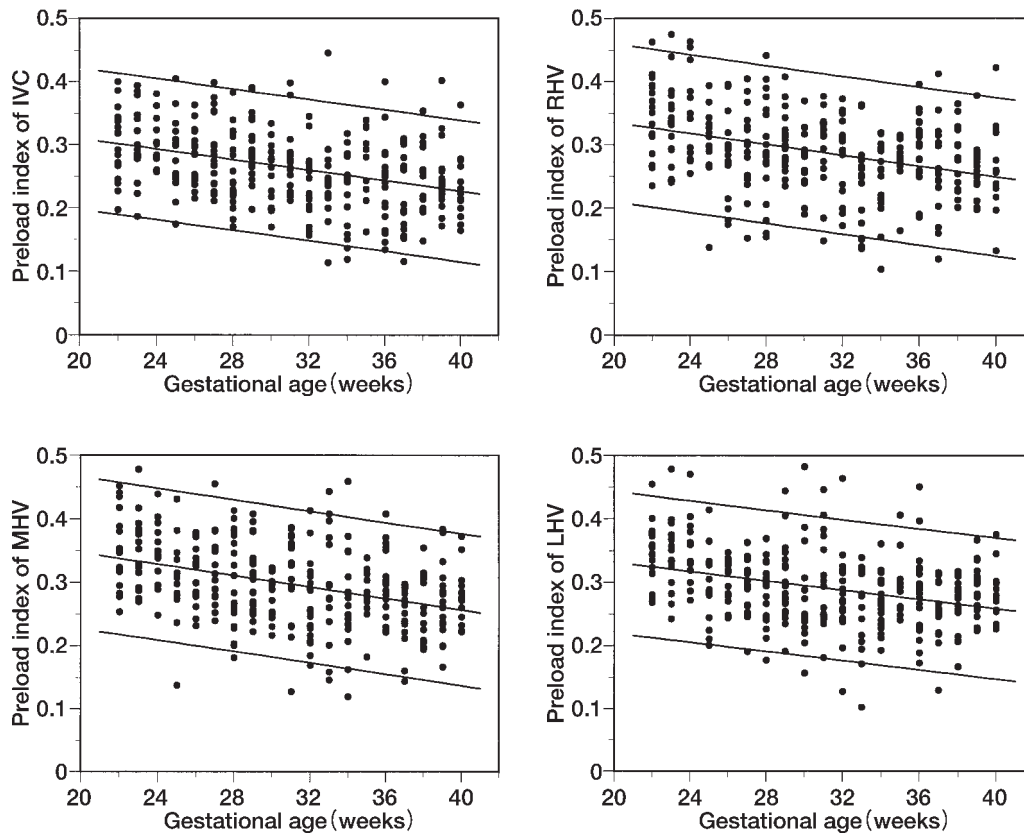 0.5
0.4
0.3
0.2
0.1
0
Preload index of IVC
20 24 28 32 36 40
Gestational age (weeks)
0.5
0.4
0.3
0.2
0.1
0
Preload index of RHV
20 24 28 32 36 40
Gestational age (weeks)
0.5
0.4
0.3
0.2
0.1
0
Preload index of MHV
20 24 28 32 36 40
Gestational age (weeks)
0.5
0.4
0.3
0.2
0.1
0
Preload index of LHV
20 24 28 32 36 40
Gestational age (weeks)